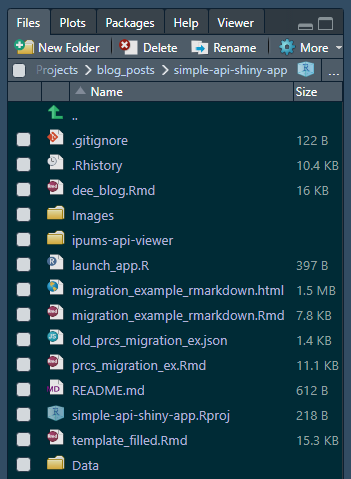 Files Plots Packages Help Viewer
New Folder Delete Rename More
Projects > blog_posts > simple-api-shiny-app R ...
Name Size
..
.gitignore 122 B
.Rhistory 10.4 KB
dee_blog.Rmd 16 KB
Images
ipums-api-viewer
launch_app.R 397 B
migration_example_rmarkdown.html 1.5 MB
migration_example_rmarkdown.Rmd 7.8 KB
old_prcs_migration_ex.json 1.4 KB
prcs_migration_ex.Rmd 11.1 KB
MD README.md 612 B
simple-api-shiny-app.Rproj 218 B
template_filled.Rmd 15.3 KB
Data